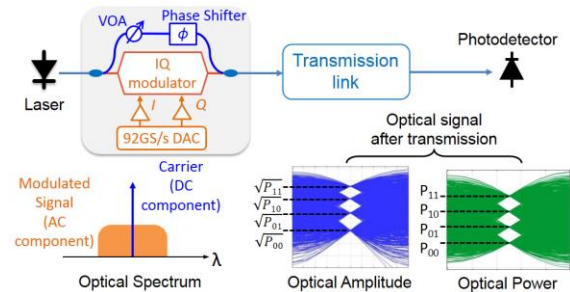 VOA
Phase Shifter
ϕ
IQ
modulator
I
Q
92GS/s DAC
Laser
Transmission
link
Photodetector
Optical signal
after transmission
Modulated
Signal
(AC
component)
Carrier
(DC
component)
λ
Optical Spectrum
√P₁₁
√P₁₀
√P₀₁
√P₀₀
Optical Amplitude
P₁₁
P₁₀
P₀₁
P₀₀
Optical Power